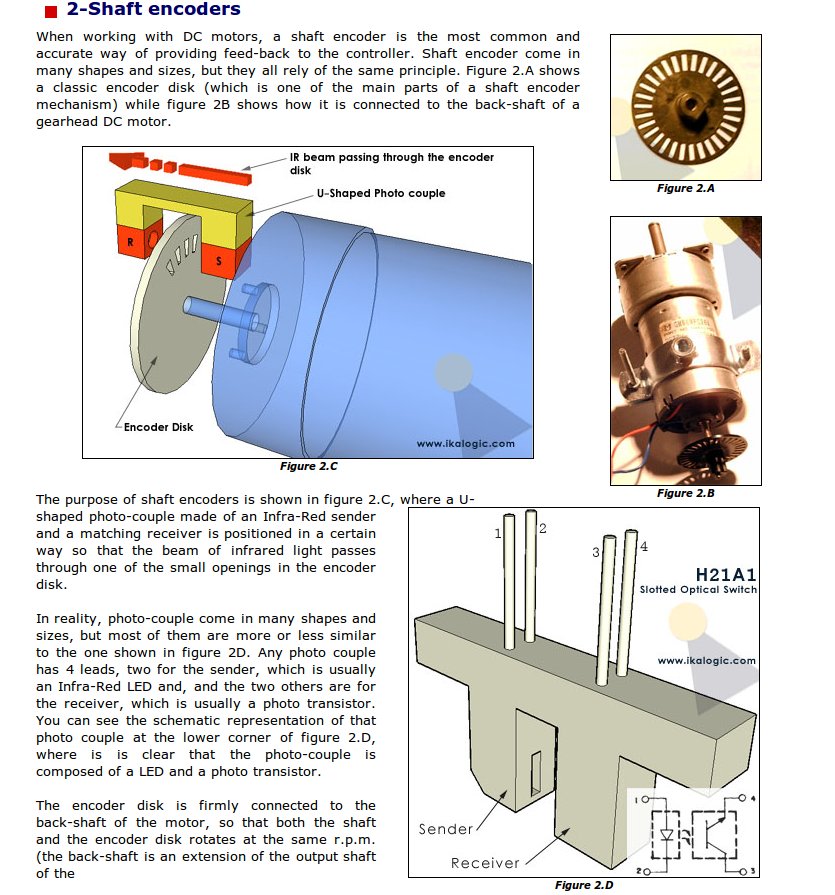 2-Shaft encoders
When working with DC motors, a shaft encoder is the most common and
accurate way of providing feed-back to the controller. Shaft encoder come in
many shapes and sizes, but they all rely of the same principle. Figure 2.A shows
a classic encoder disk (which is one of the main parts of a shaft encoder
mechanism) while figure 2B shows how it is connected to the back-shaft of a
gearhead DC motor.
Figure 2.A
IR beam passing through the encoder
disk
U-Shaped Photo couple
R
S
Encoder Disk
www.ikalogic.com
Figure 2.C
Figure 2.B
The purpose of shaft encoders is shown in figure 2.C, where a U-
shaped photo-couple made of an Infra-Red sender
and a matching receiver is positioned in a certain
way so that the beam of infrared light passes
through one of the small openings in the encoder
disk.
In reality, photo-couple come in many shapes and
sizes, but most of them are more or less similar
to the one shown in figure 2D. Any photo couple
has 4 leads, two for the sender, which is usually
an Infra-Red LED and, and the two others are for
the receiver, which is usually a photo transistor.
You can see the schematic representation of that
photo couple at the lower corner of figure 2.D,
where is is clear that the photo-couple is
composed of a LED and a photo transistor.
The encoder disk is firmly connected to the
back-shaft of the motor, so that both the shaft
and the encoder disk rotates at the same r.p.m.
(the back-shaft is an extension of the output shaft
of the
1
2
3
4
H21A1
Slotted Optical Switch
www.ikalogic.com
Sender
Receiver
1
4
2
3
Figure 2.D